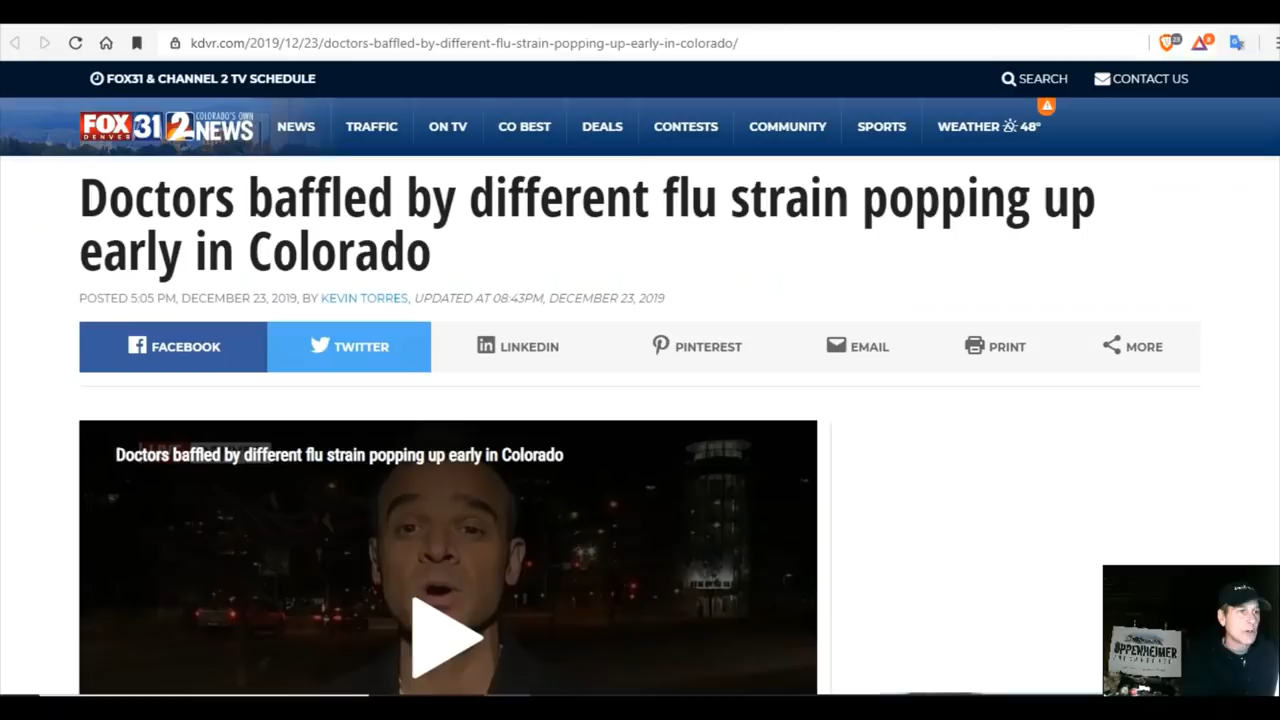 kdvr.com/2019/12/23/doctors-baffled-by-different-flu-strain-popping-up-early-in-colorado/
FOX31 & CHANNEL 2 TV SCHEDULE
SEARCH
CONTACT US
FOX 31 DENVER 2 COLORADO'S OWN NEWS
NEWS
TRAFFIC
ON TV
CO BEST
DEALS
CONTESTS
COMMUNITY
SPORTS
WEATHER 48°
Doctors baffled by different flu strain popping up
early in Colorado
POSTED 5:05 PM, DECEMBER 23, 2019, BY KEVIN TORRES, UPDATED AT 08:43PM, DECEMBER 23, 2019
FACEBOOK
TWITTER
LINKEDIN
PINTEREST
EMAIL
PRINT
MORE
Doctors baffled by different flu strain popping up early in Colorado
OPPENHEIMER